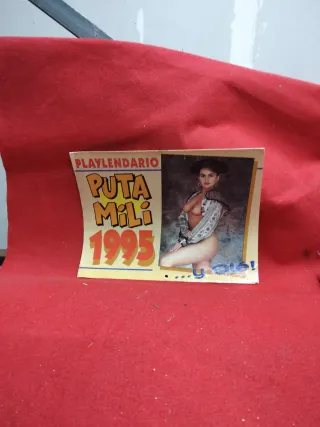 PLAYLENDARIO
PUTA
MiLi
1995
....y olé!